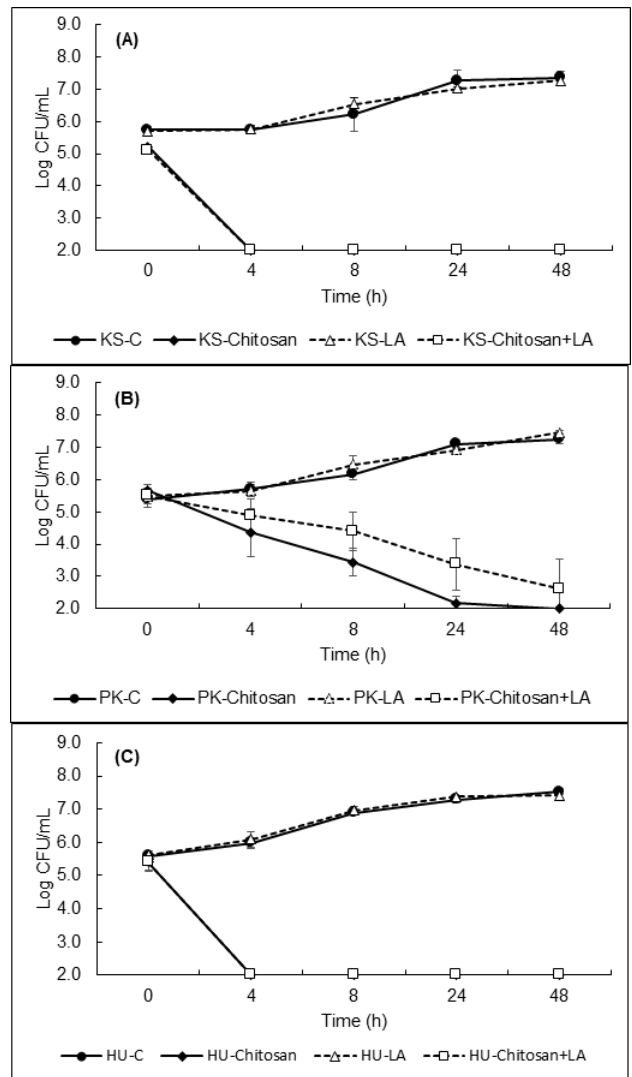 (A)
9.0
8.0
7.0
6.0
5.0
4.0
3.0
2.0
Log CFU/mL
0 4 8 24 48
Time (h)
KS-C KS-Chitosan KS-LA KS-Chitosan+LA
(B)
9.0
8.0
7.0
6.0
5.0
4.0
3.0
2.0
Log CFU/mL
0 4 8 24 48
Time (h)
PK-C PK-Chitosan PK-LA PK-Chitosan+LA
(C)
9.0
8.0
7.0
6.0
5.0
4.0
3.0
2.0
Log CFU/mL
0 4 8 24 48
Time (h)
HU-C HU-Chitosan HU-LA HU-Chitosan+LA